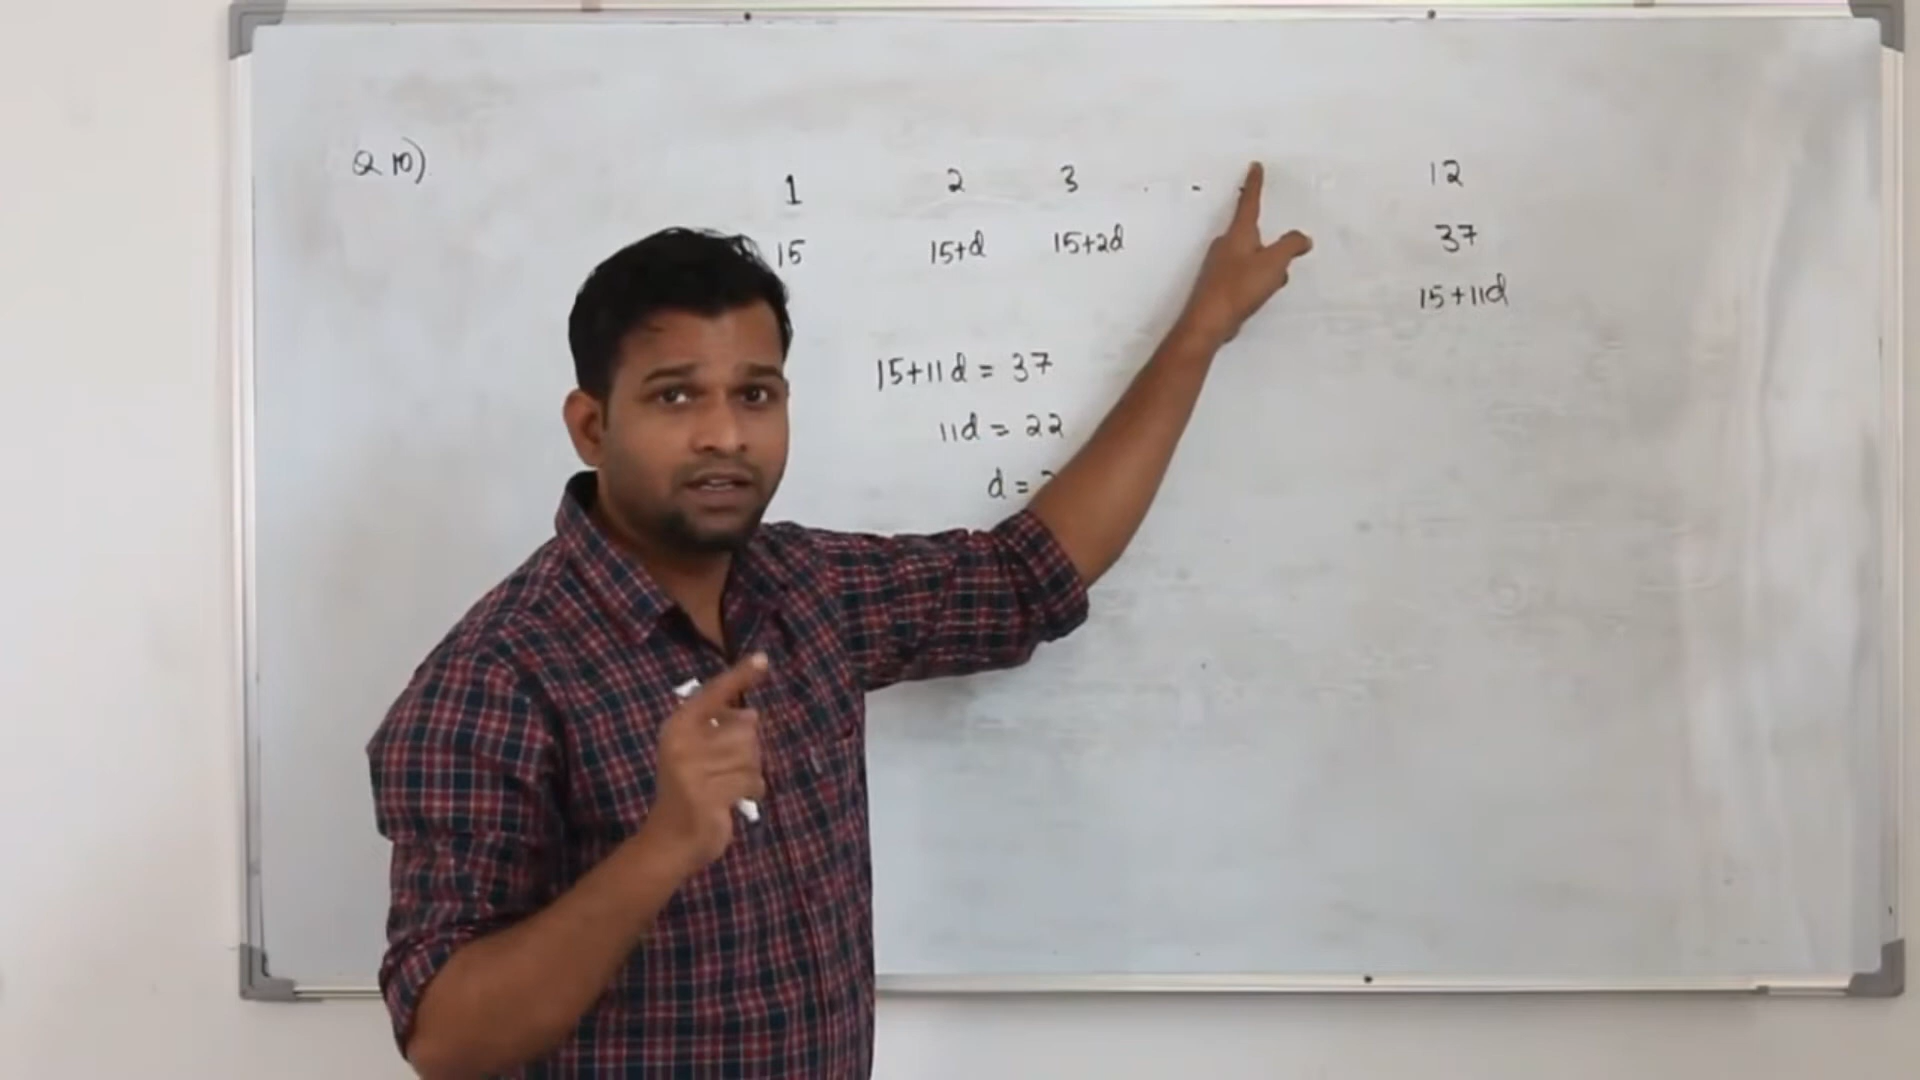 Q 10)
1 2 3 . - - 12
15 15+d 15+2d 37
15+11d
15+11d = 37
11d = 22
d =